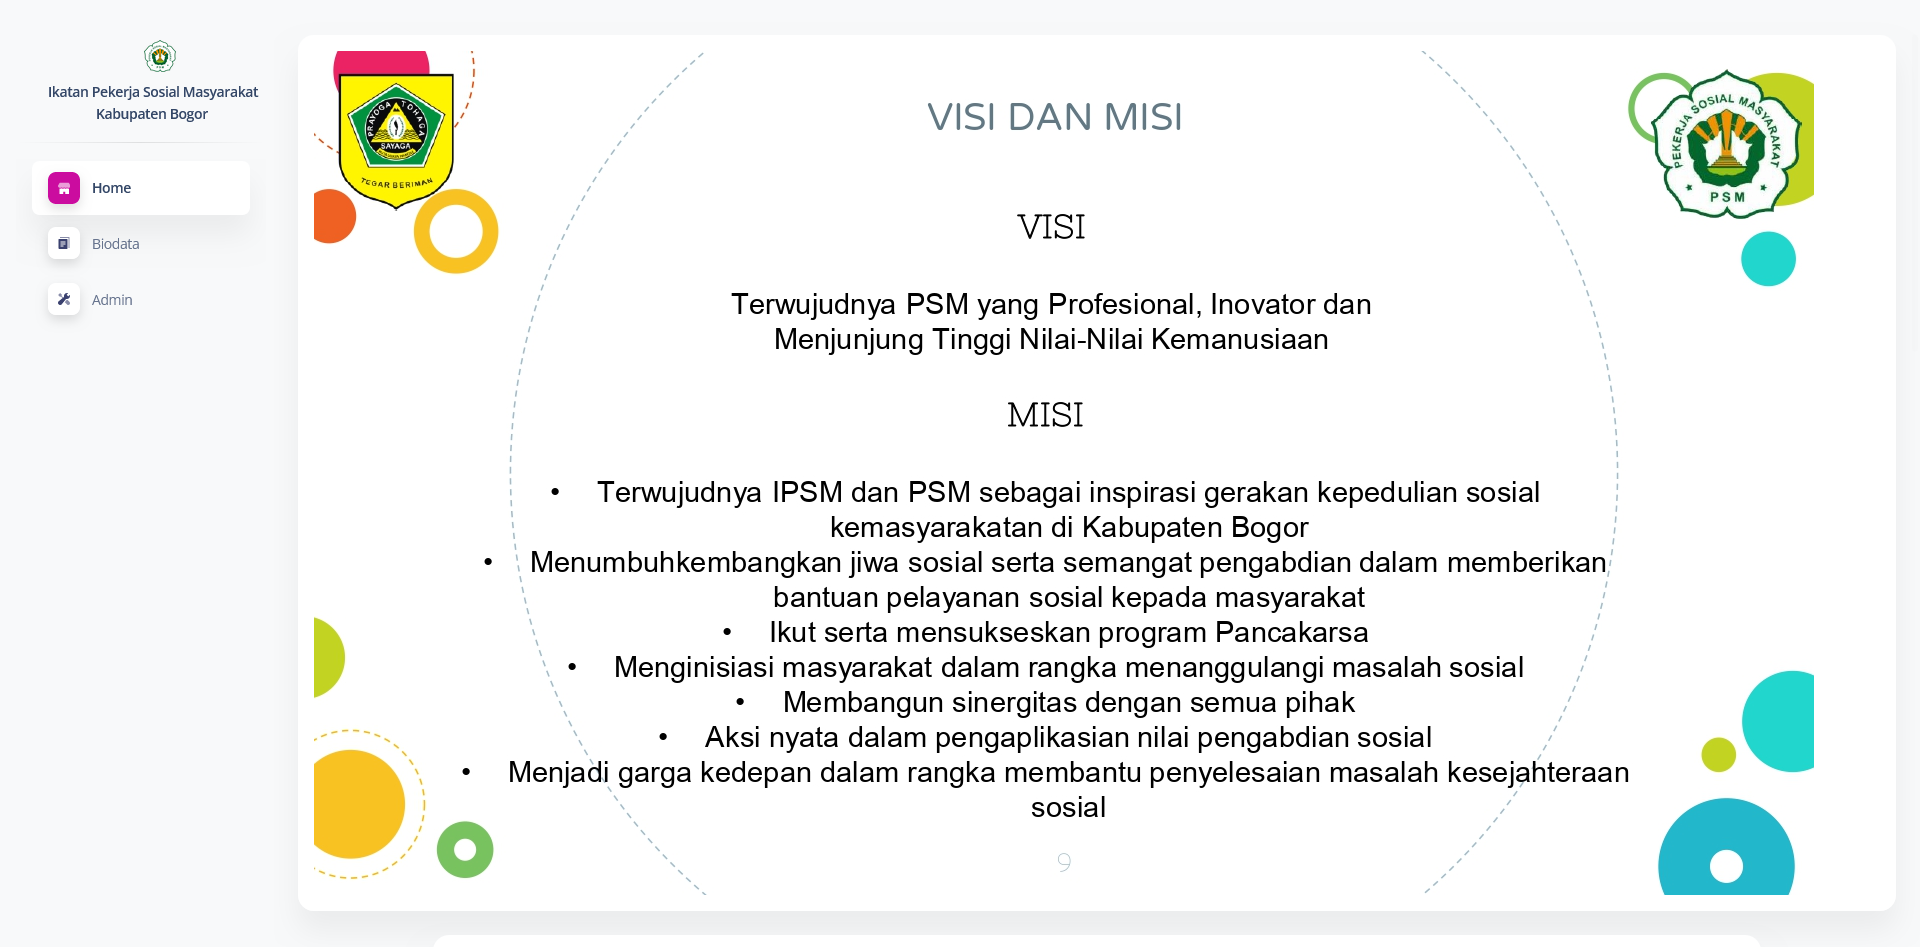 Ikatan Pekerja Sosial Masyarakat
Kabupaten Bogor
Home
Biodata
Admin
PRAYOGA TOHAGA
SAYAGA
TEGAR BERIMAN
VISI DAN MISI
PEKERJA SOSIAL MASYARAKAT
PSM
VISI
Terwujudnya PSM yang Profesional, Inovator dan
Menjunjung Tinggi Nilai-Nilai Kemanusiaan
MISI
• Terwujudnya IPSM dan PSM sebagai inspirasi gerakan kepedulian sosial
kemasyarakatan di Kabupaten Bogor
• Menumbuhkembangkan jiwa sosial serta semangat pengabdian dalam memberikan
bantuan pelayanan sosial kepada masyarakat
• Ikut serta mensukseskan program Pancakarsa
• Menginisiasi masyarakat dalam rangka menanggulangi masalah sosial
• Membangun sinergitas dengan semua pihak
• Aksi nyata dalam pengaplikasian nilai pengabdian sosial
• Menjadi garga kedepan dalam rangka membantu penyelesaian masalah kesejahteraan
sosial
9